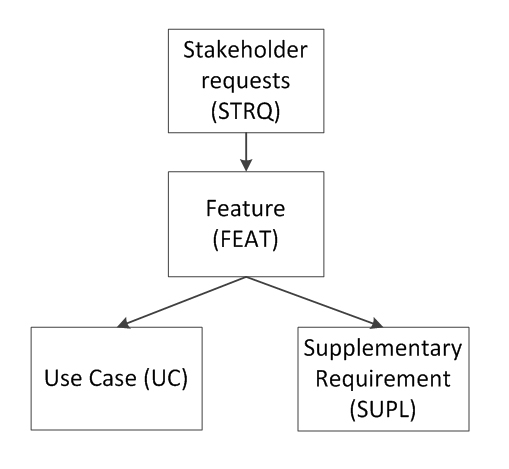 Stakeholder
requests
(STRQ)
Feature
(FEAT)
Use Case (UC)
Supplementary
Requirement
(SUPL)